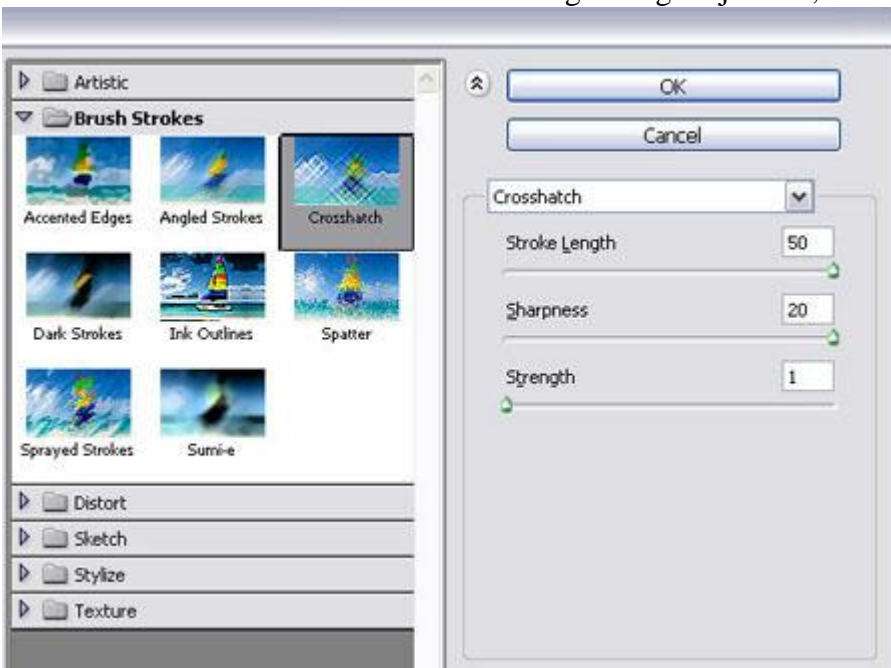 Artistic
Brush Strokes
Accented Edges
Angled Strokes
Crosshatch
Dark Strokes
Ink Outlines
Spatter
Sprayed Strokes
Sumi-e
Distort
Sketch
Stylize
Texture
OK
Cancel
Crosshatch
Stroke Length 50
Sharpness 20
Strength 1